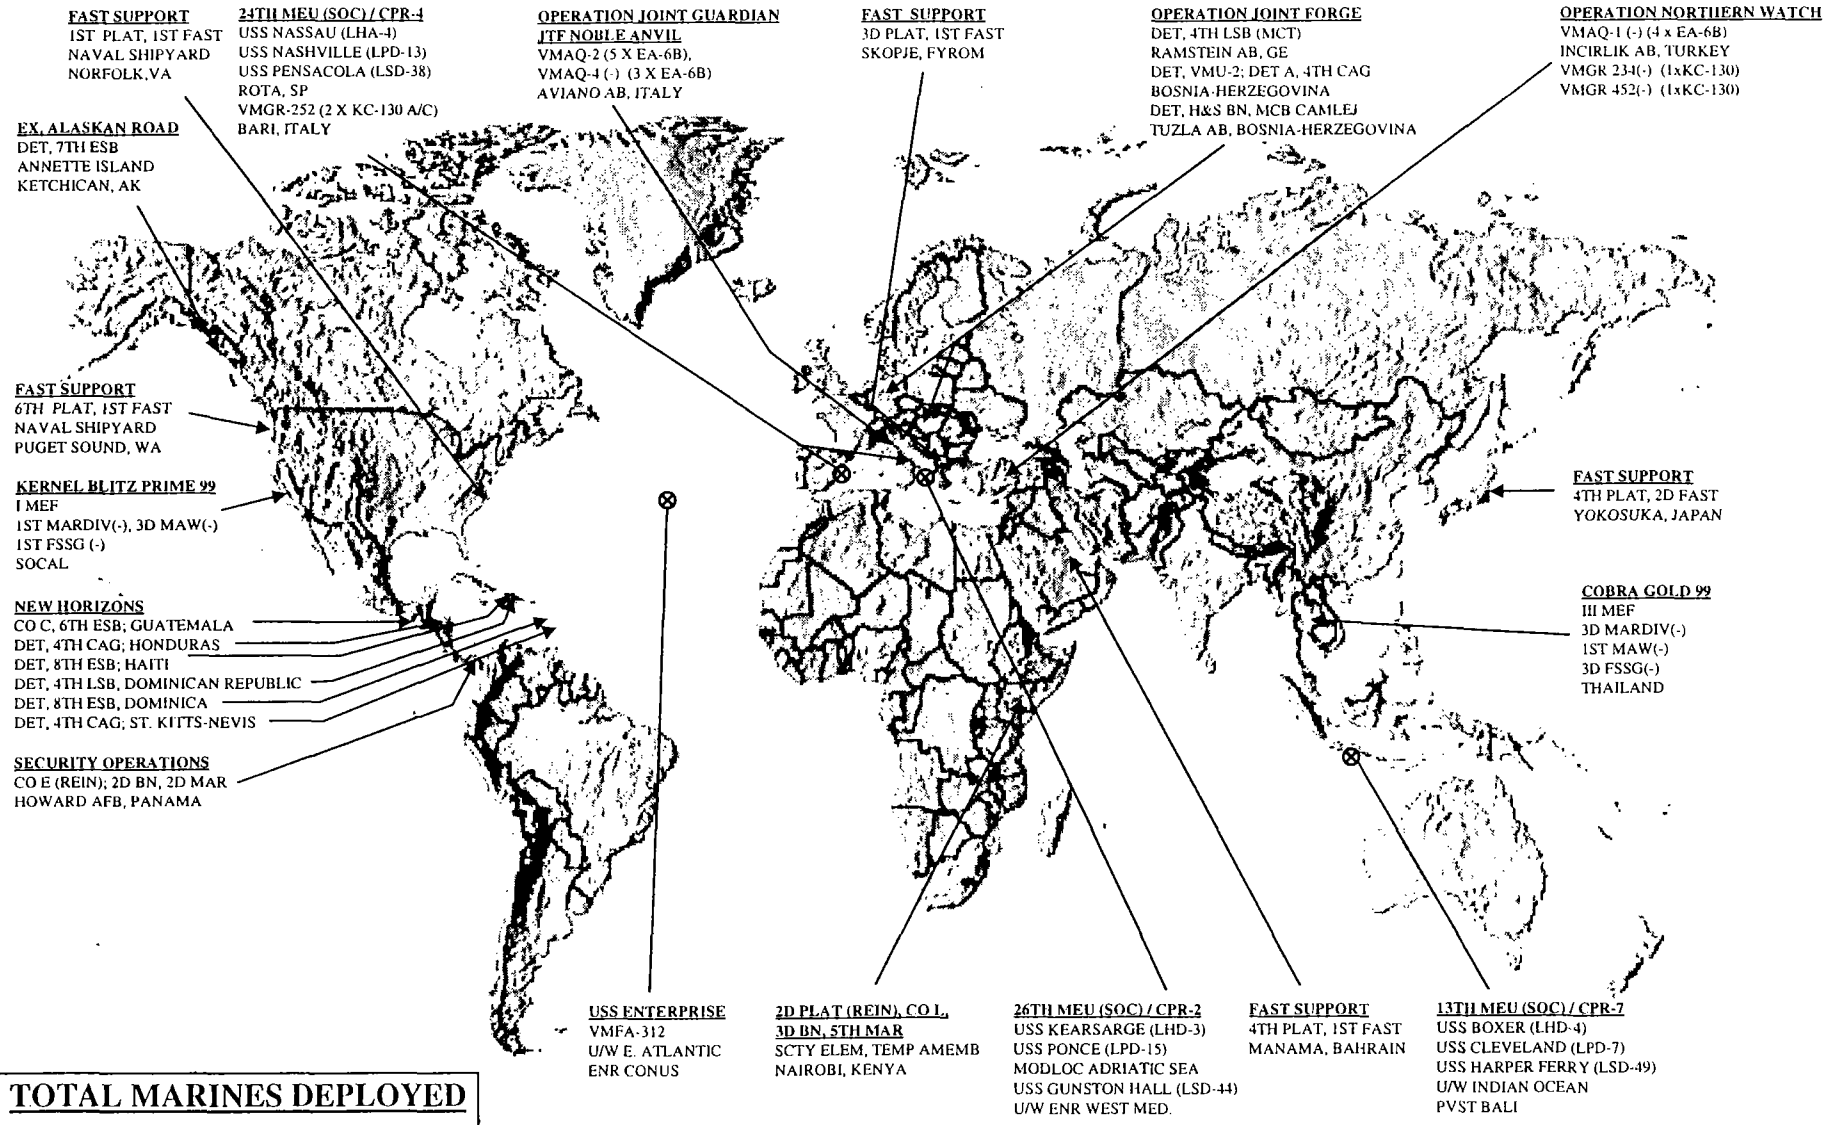 FAST SUPPORT
1ST PLAT, 1ST FAST
NAVAL SHIPYARD
NORFOLK,VA
24TH MEU (SOC) / CPR-4
USS NASSAU (LHA-4)
USS NASHVILLE (LPD-13)
USS PENSACOLA (LSD-38)
ROTA, SP
VMGR-252 (2 X KC-130 A/C)
BARI, ITALY
OPERATION JOINT GUARDIAN
JTF NOBLE ANVIL
VMAQ-2 (5 X EA-6B),
VMAQ-4 (-) (3 X EA-6B)
AVIANO AB, ITALY
FAST SUPPORT
3D PLAT, 1ST FAST
SKOPJE, FYROM
OPERATION JOINT FORGE
DET, 4TH LSB (MCT)
RAMSTEIN AB, GE
DET, VMU-2; DET A, 4TH CAG
BOSNIA-HERZEGOVINA
DET, H&S BN, MCB CAMLEJ
TUZLA AB, BOSNIA-HERZEGOVINA
OPERATION NORTHERN WATCH
VMAQ-1 (-) (4 x EA-6B)
INCIRLIK AB, TURKEY
VMGR 234(-) (1xKC-130)
VMGR 452(-) (1xKC-130)
EX, ALASKAN ROAD
DET, 7TH ESB
ANNETTE ISLAND
KETCHICAN, AK
FAST SUPPORT
6TH PLAT, 1ST FAST
NAVAL SHIPYARD
PUGET SOUND, WA
KERNEL BLITZ PRIME 99
I MEF
1ST MARDIV(-), 3D MAW(-)
1ST FSSG (-)
SOCAL
NEW HORIZONS
CO C, 6TH ESB; GUATEMALA
DET, 4TH CAG; HONDURAS
DET, 8TH ESB; HAITI
DET, 4TH LSB, DOMINICAN REPUBLIC
DET, 8TH ESB, DOMINICA
DET, 4TH CAG; ST. KITTS-NEVIS
SECURITY OPERATIONS
CO E (REIN); 2D BN, 2D MAR
HOWARD AFB, PANAMA
FAST SUPPORT
4TH PLAT, 2D FAST
YOKOSUKA, JAPAN
COBRA GOLD 99
III MEF
3D MARDIV(-)
1ST MAW(-)
3D FSSG(-)
THAILAND
USS ENTERPRISE
VMFA-312
U/W E. ATLANTIC
ENR CONUS
2D PLAT (REIN), CO L,
3D BN, 5TH MAR
SCTY ELEM, TEMP AMEMB
NAIROBI, KENYA
26TH MEU (SOC) / CPR-2
USS KEARSARGE (LHD-3)
USS PONCE (LPD-15)
MODLOC ADRIATIC SEA
USS GUNSTON HALL (LSD-44)
U/W ENR WEST MED.
FAST SUPPORT
4TH PLAT, 1ST FAST
MANAMA, BAHRAIN
13TH MEU (SOC) / CPR-7
USS BOXER (LHD-4)
USS CLEVELAND (LPD-7)
USS HARPER FERRY (LSD-49)
U/W INDIAN OCEAN
PVST BALI
TOTAL MARINES DEPLOYED